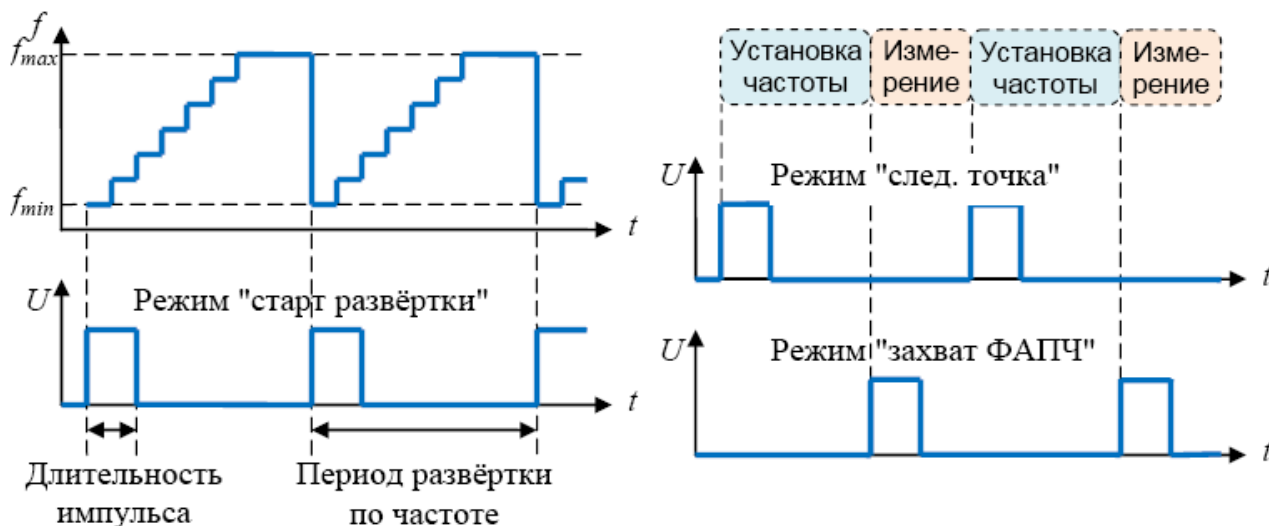 f
fmax
fmin
t
U
Режим "старт развёртки"
t
Длительность
импульса
Период развёртки
по частоте
Установка
частоты
Изме-
рение
Установка
частоты
Изме-
рение
U
Режим "след. точка"
t
U
Режим "захват ФАПЧ"
t